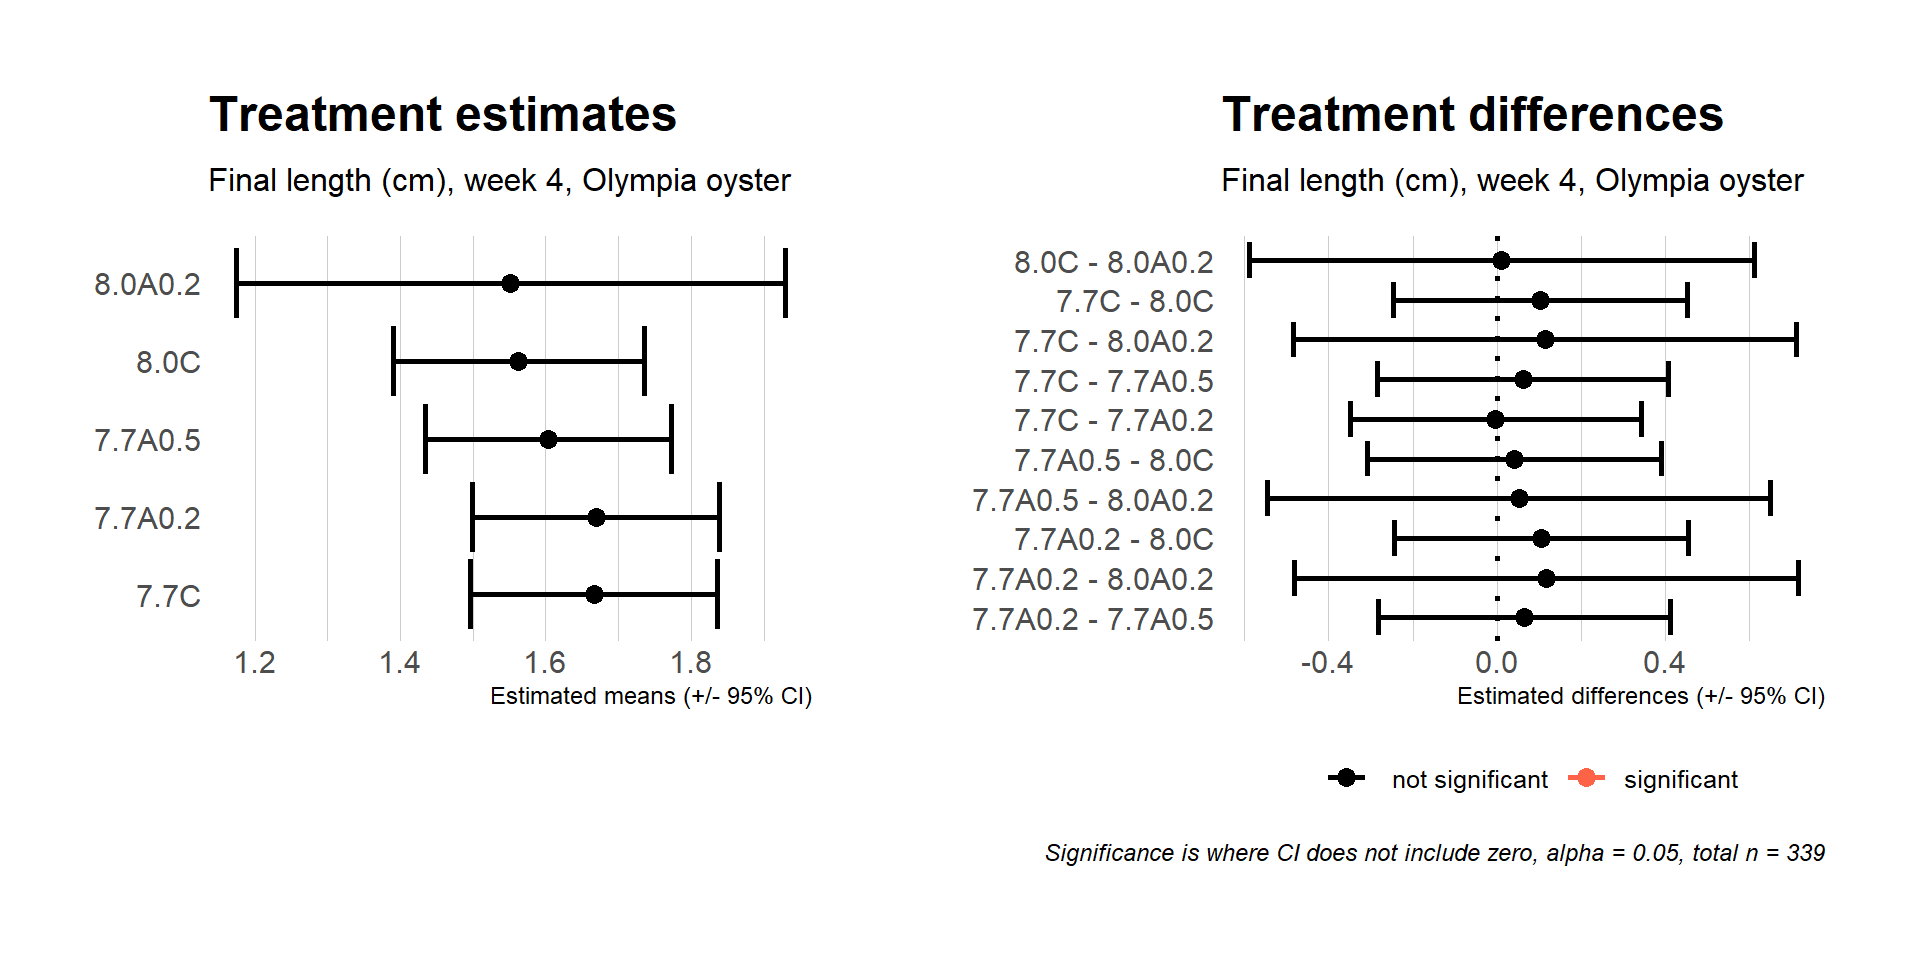 Treatment estimates
Final length (cm), week 4, Olympia oyster
8.0A0.2
8.0C
7.7A0.5
7.7A0.2
7.7C
1.2 1.4 1.6 1.8
Estimated means (+/- 95% CI)
Treatment differences
Final length (cm), week 4, Olympia oyster
8.0C - 8.0A0.2
7.7C - 8.0C
7.7C - 8.0A0.2
7.7C - 7.7A0.5
7.7C - 7.7A0.2
7.7A0.5 - 8.0C
7.7A0.5 - 8.0A0.2
7.7A0.2 - 8.0C
7.7A0.2 - 8.0A0.2
7.7A0.2 - 7.7A0.5
-0.4 0.0 0.4
Estimated differences (+/- 95% CI)
not significant significant
Significance is where CI does not include zero, alpha = 0.05, total n = 339